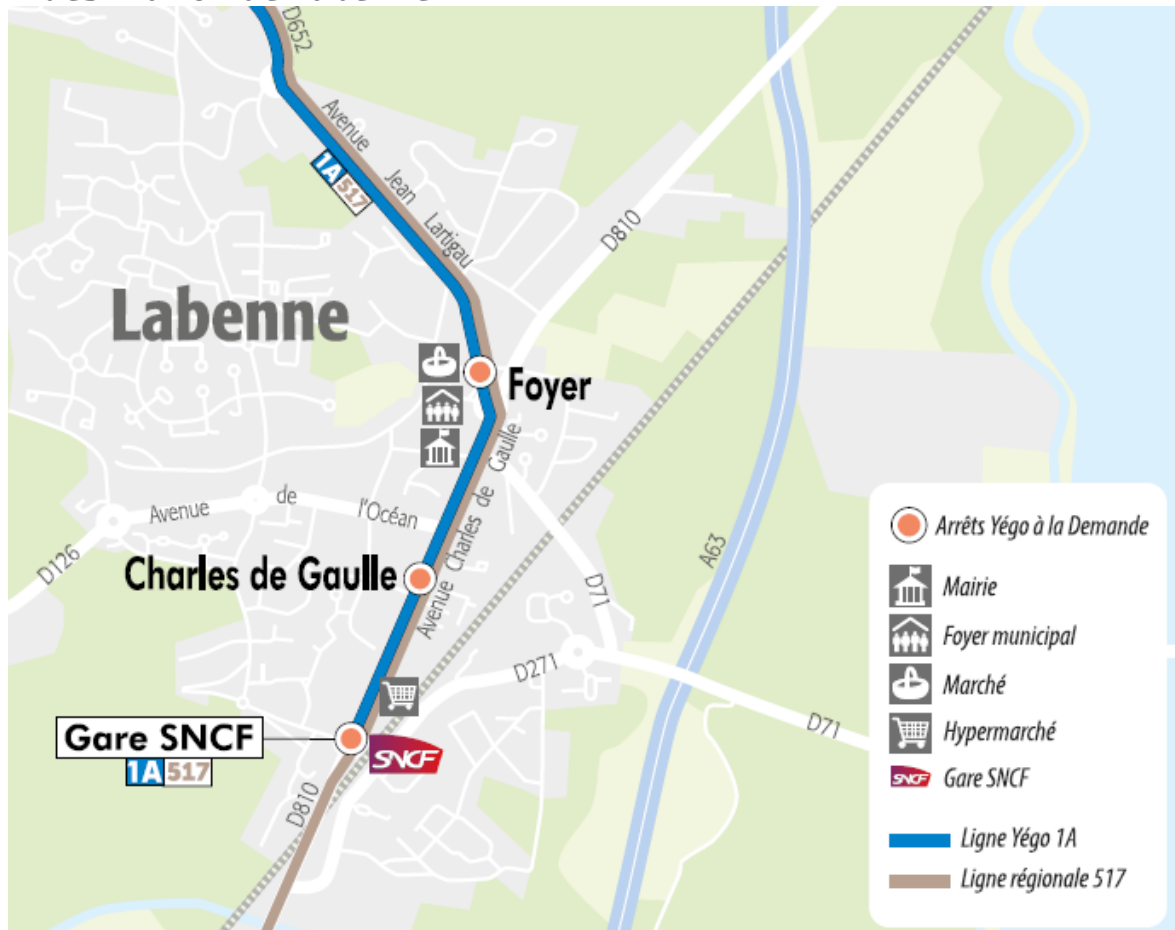 D652
Avenue Jean Lartigau
1A 517
D810
Labenne
Foyer
Avenue Charles de Gaulle
Avenue de l'Océan
D126
Charles de Gaulle
A63
D71
D271
D71
Gare SNCF
1A 517
SNCF
D810
Arrêts Yégo à la Demande
Mairie
Foyer municipal
Marché
Hypermarché
SNCF Gare SNCF
Ligne Yégo 1A
Ligne régionale 517